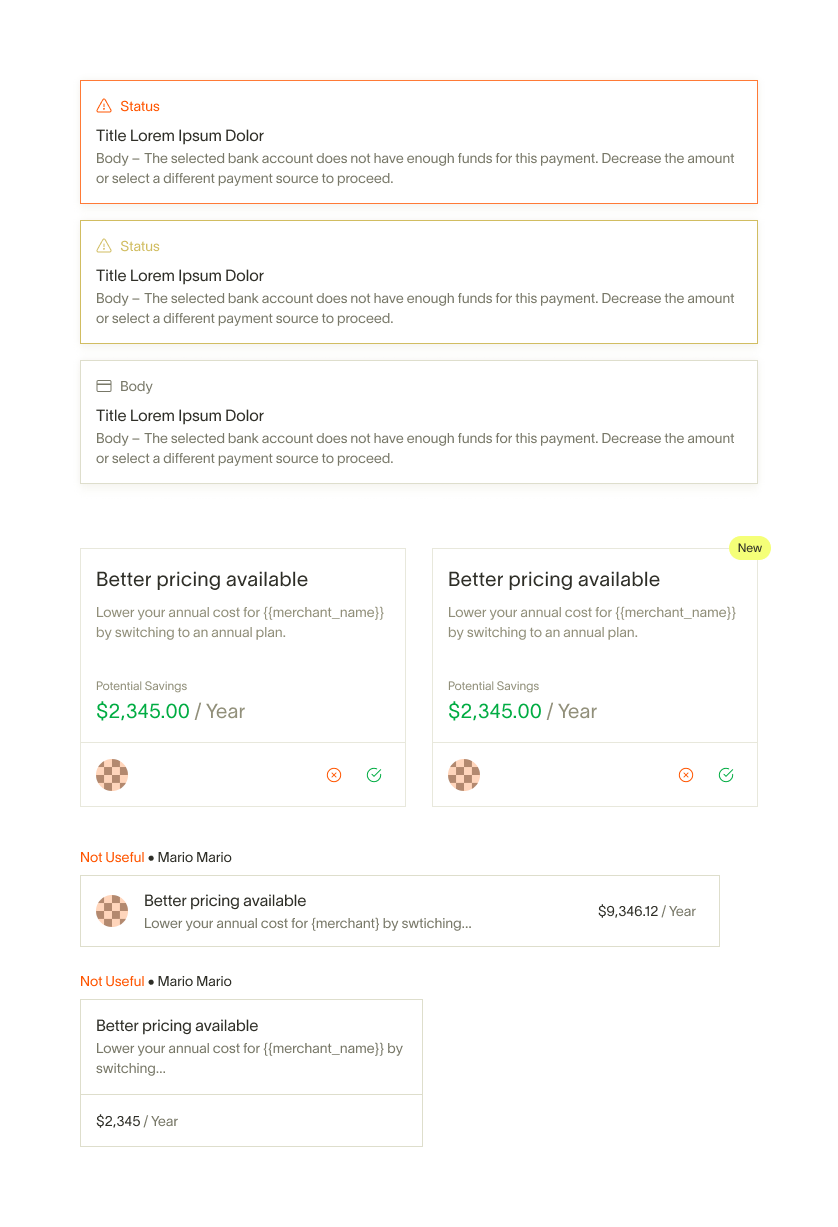 Status
Title Lorem Ipsum Dolor
Body – The selected bank account does not have enough funds for this payment. Decrease the amount
or select a different payment source to proceed.
Status
Title Lorem Ipsum Dolor
Body – The selected bank account does not have enough funds for this payment. Decrease the amount
or select a different payment source to proceed.
Body
Title Lorem Ipsum Dolor
Body – The selected bank account does not have enough funds for this payment. Decrease the amount
or select a different payment source to proceed.
Better pricing available
Lower your annual cost for {{merchant_name}}
by switching to an annual plan.
Potential Savings
$2,345.00 / Year
New
Better pricing available
Lower your annual cost for {{merchant_name}}
by switching to an annual plan.
Potential Savings
$2,345.00 / Year
Not Useful • Mario Mario
Better pricing available
Lower your annual cost for {merchant} by swtiching...
$9,346.12 / Year
Not Useful • Mario Mario
Better pricing available
Lower your annual cost for {{merchant_name}} by
switching...
$2,345 / Year